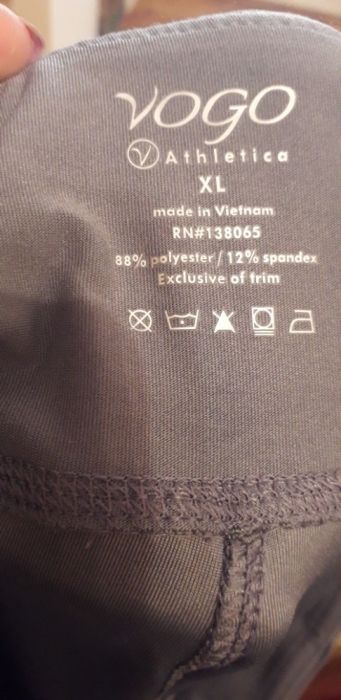 VOGO
V Athletica
XL
made in Vietnam
RN#138065
88% polyester / 12% spandex
Exclusive of trim